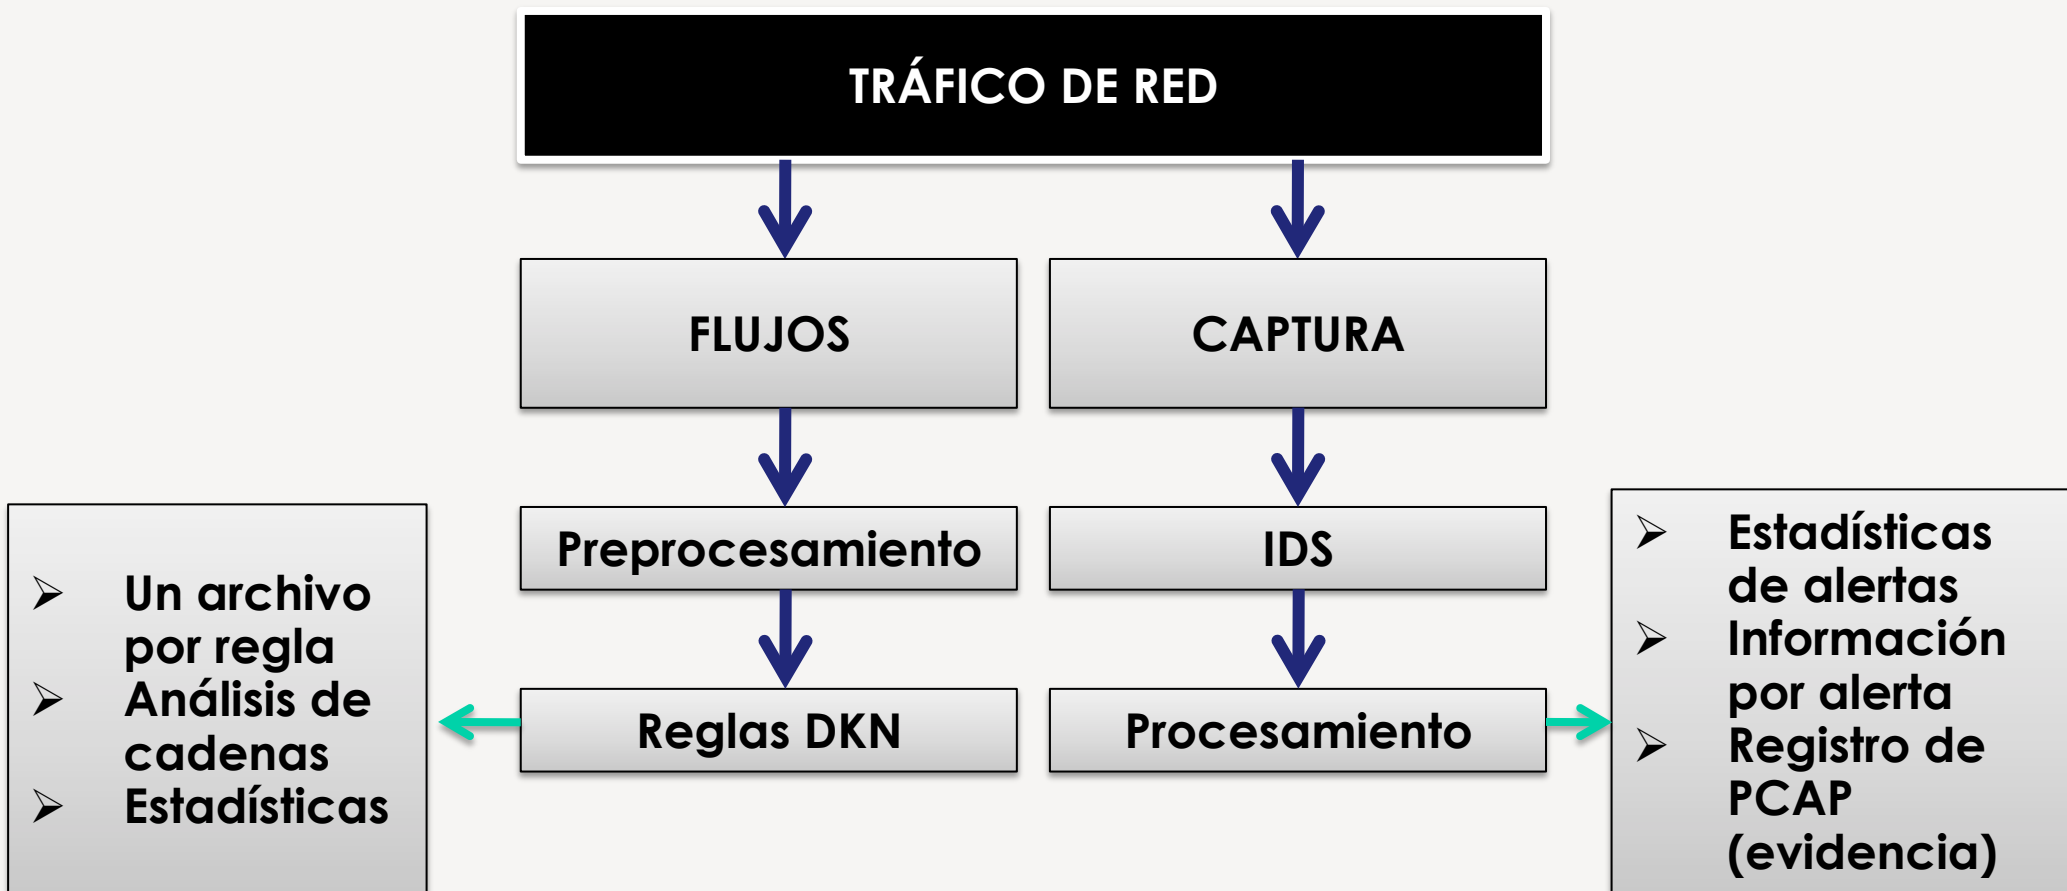 TRÁFICO DE RED
FLUJOS
CAPTURA
Preprocesamiento
IDS
Reglas DKN
Procesamiento
➢ Un archivo
por regla
➢ Análisis de
cadenas
➢ Estadísticas
➢ Estadísticas
de alertas
➢ Información
por alerta
➢ Registro de
PCAP
(evidencia)